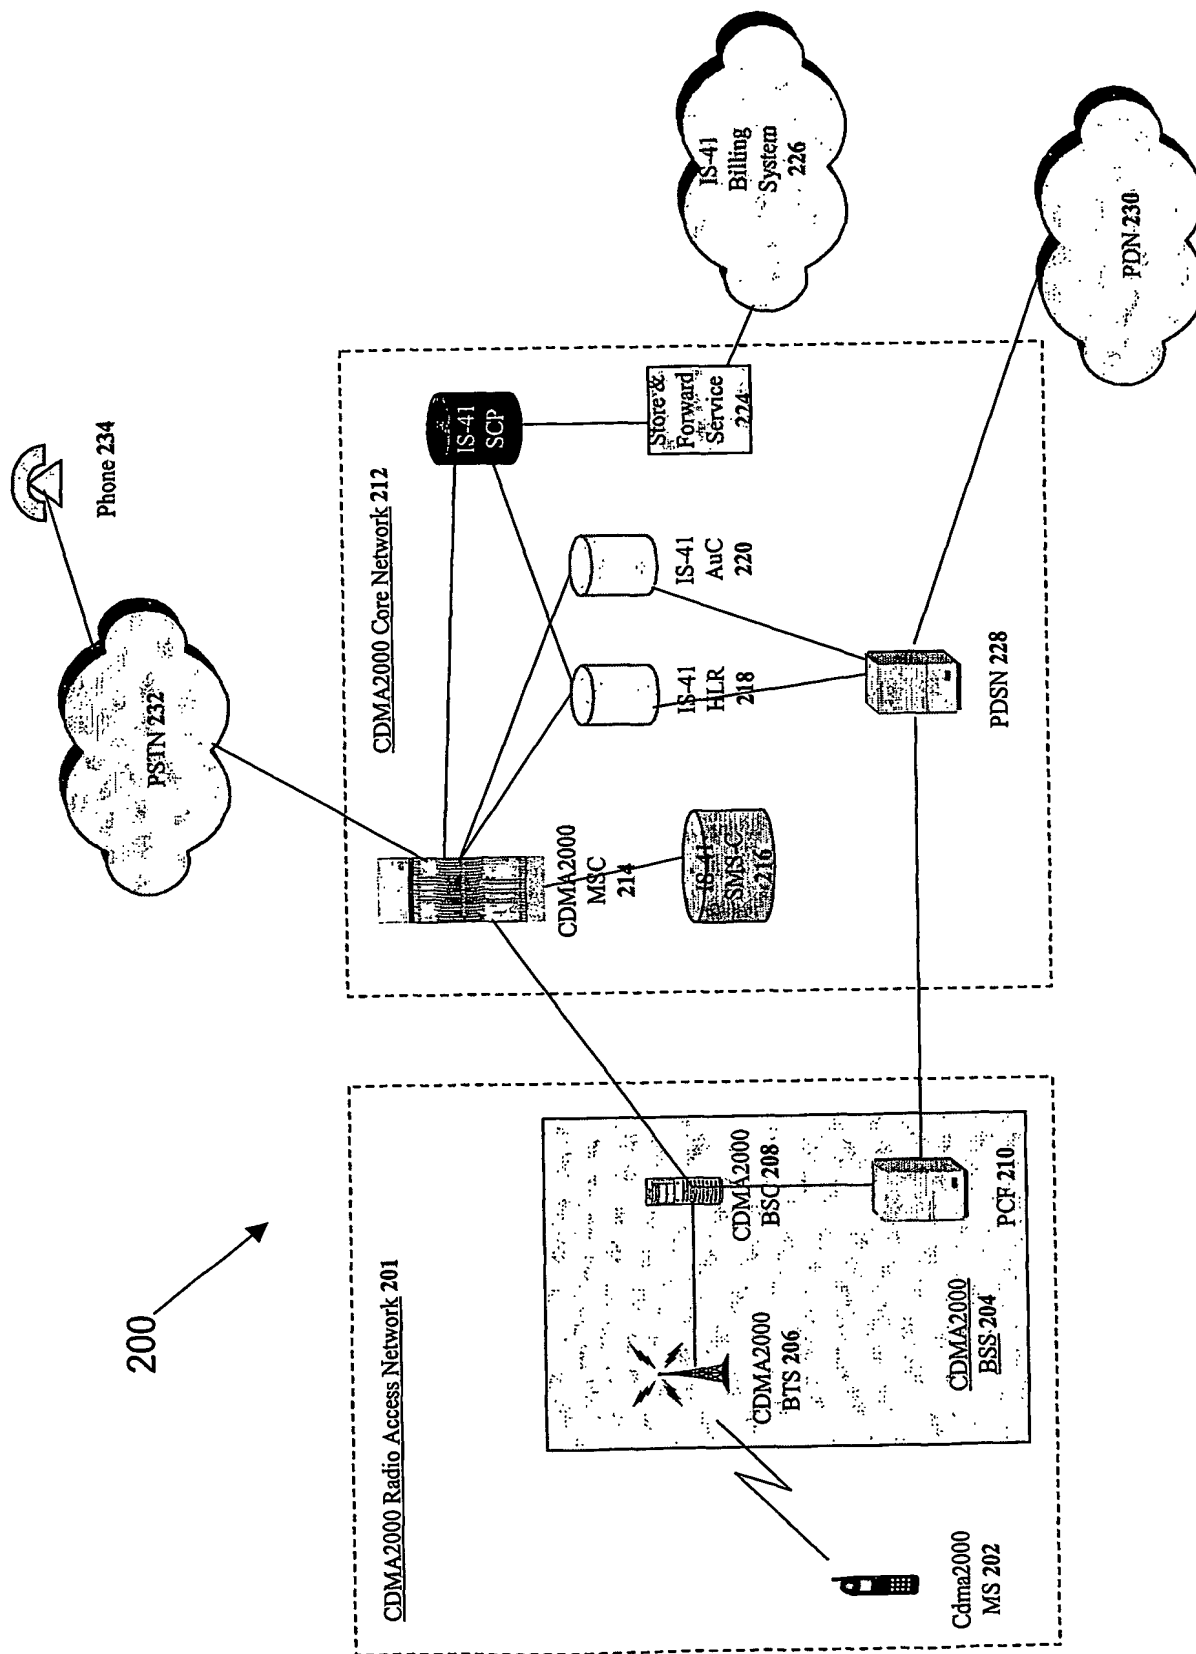 200
CDMA2000 Radio Access Network 201
Cdma2000
MS 202
CDMA2000
BTS 206
CDMA2000
BSC 208
CDMA2000
BSS 204
PCF 210
CDMA2000 Core Network 212
CDMA2000
MSC
214
IS-41
SMS-C
216
IS-41
HLR
218
IS-41
AuC
220
IS-41
SCP
Store &
Forward
Service
224
PDSN 228
PSTN 232
Phone 234
IS-41
Billing
System
226
PDN 230